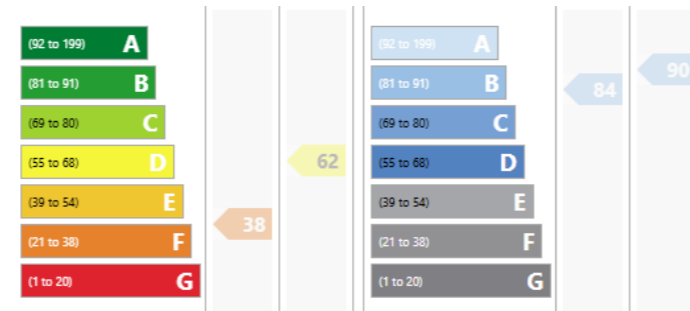 (92 to 199) A
(81 to 91) B
(69 to 80) C
(55 to 68) D
(39 to 54) E
(21 to 38) F
(1 to 20) G
38
62
(92 to 199) A
(81 to 91) B
(69 to 80) C
(55 to 68) D
(39 to 54) E
(21 to 38) F
(1 to 20) G
84
90